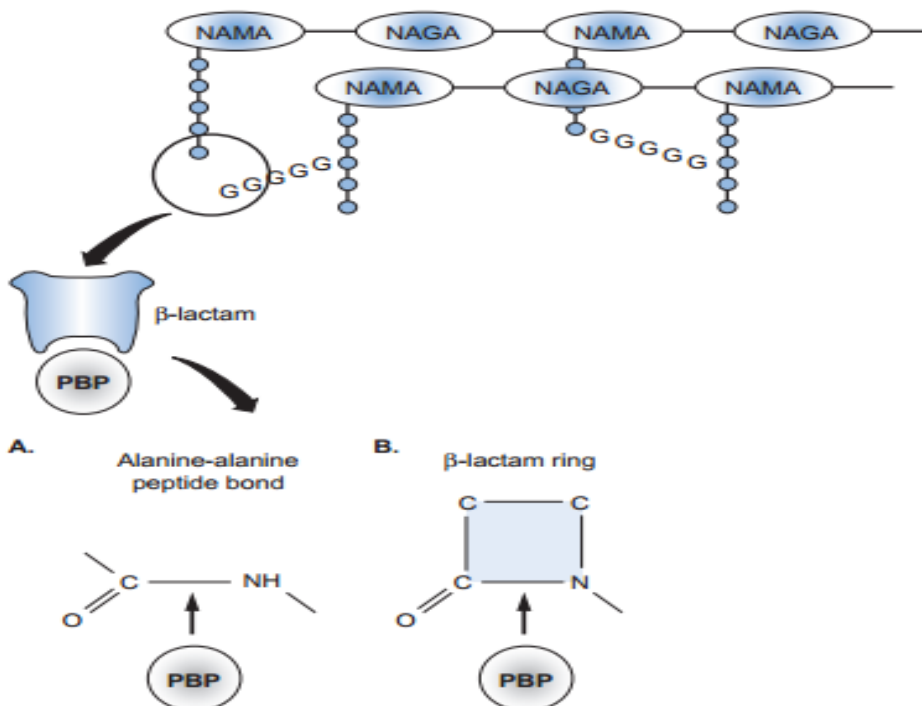 NAMA NAGA NAMA NAGA
NAMA NAGA NAMA
GGGGG GGGGG
β-lactam
PBP
A. B.
Alanine-alanine
peptide bond
β-lactam ring
C C
C NH
C N
O O
PBP PBP